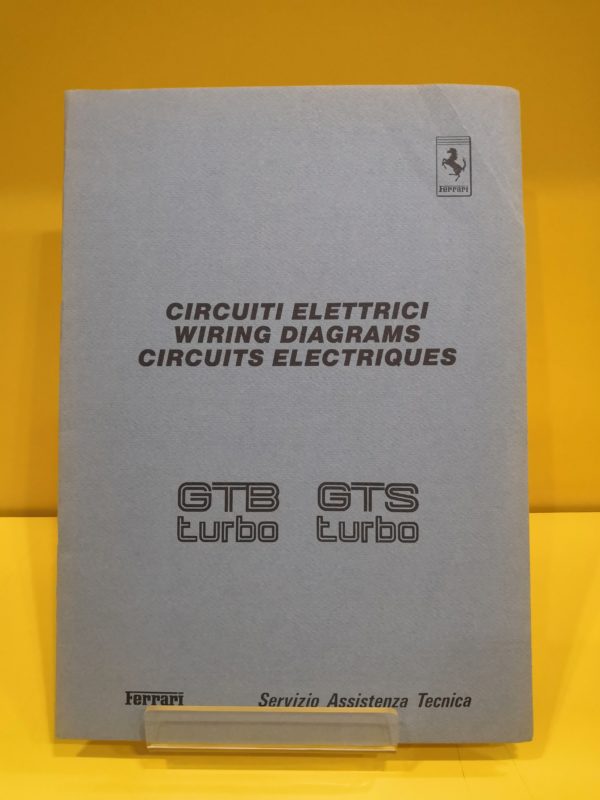 Ferrari
CIRCUITI ELETTRICI
WIRING DIAGRAMS
CIRCUITS ELECTRIQUES
GTB GTS
turbo turbo
Ferrari Servizio Assistenza Tecnica